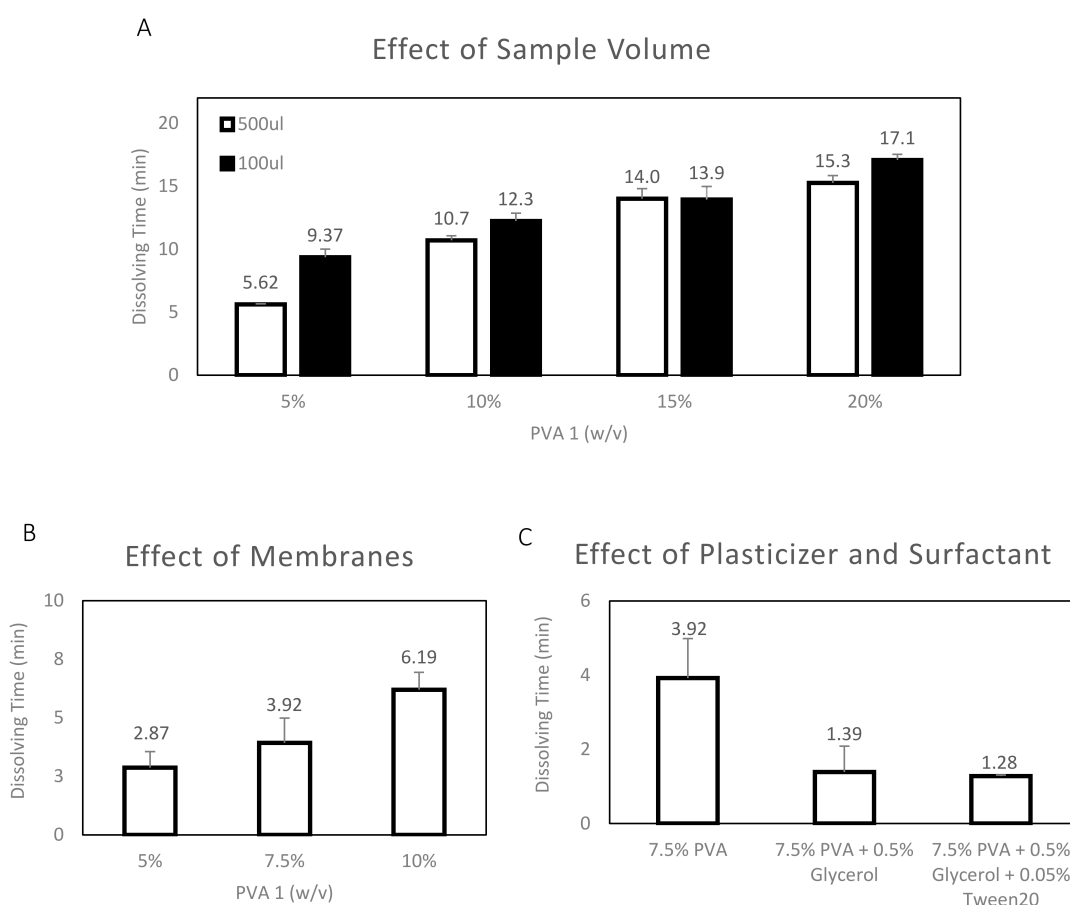 A
Effect of Sample Volume
Dissolving Time (min)
20
15
10
5
0
500ul
100ul
5.62
9.37
10.7
12.3
14.0
13.9
15.3
17.1
5%
10%
15%
20%
PVA 1 (w/v)
B
Effect of Membranes
Dissolving Time (min)
10
8
5
3
0
2.87
3.92
6.19
5%
7.5%
10%
PVA 1 (w/v)
C
Effect of Plasticizer and Surfactant
Dissolving Time (min)
6
4
2
0
3.92
1.39
1.28
7.5% PVA
7.5% PVA + 0.5%
Glycerol
7.5% PVA + 0.5%
Glycerol + 0.05%
Tween20